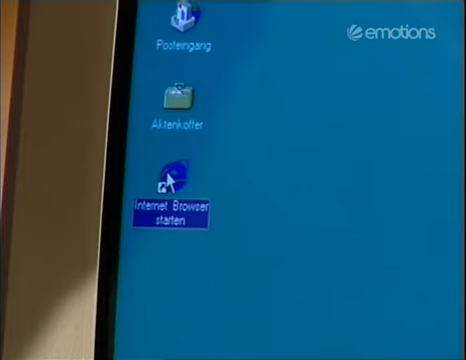 emotions
Posteingang
Aktenkoffer
Internet Browser
starten